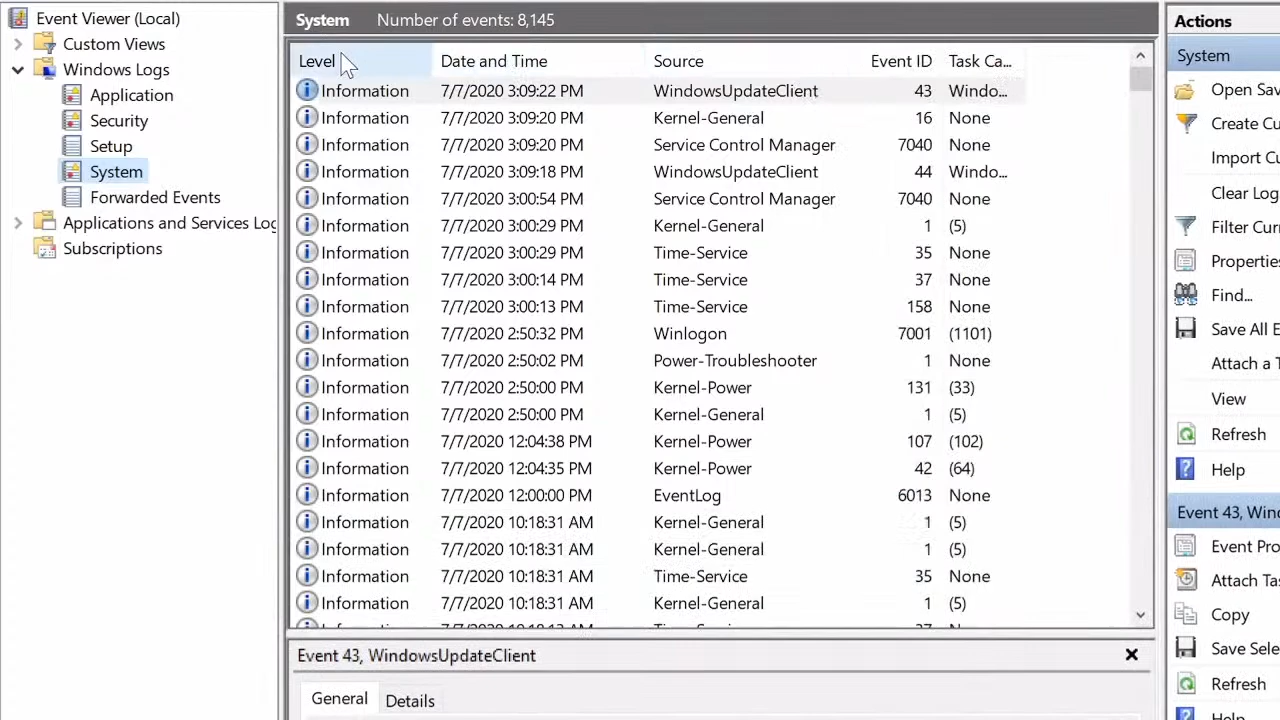 Event Viewer (Local)
Custom Views
Windows Logs
Application
Security
Setup
System
Forwarded Events
Applications and Services Log
Subscriptions
System Number of events: 8,145
Level Date and Time Source Event ID Task Ca...
Information 7/7/2020 3:09:22 PM WindowsUpdateClient 43 Windo...
Information 7/7/2020 3:09:20 PM Kernel-General 16 None
Information 7/7/2020 3:09:20 PM Service Control Manager 7040 None
Information 7/7/2020 3:09:18 PM WindowsUpdateClient 44 Windo...
Information 7/7/2020 3:00:54 PM Service Control Manager 7040 None
Information 7/7/2020 3:00:29 PM Kernel-General 1 (5)
Information 7/7/2020 3:00:29 PM Time-Service 35 None
Information 7/7/2020 3:00:14 PM Time-Service 37 None
Information 7/7/2020 3:00:13 PM Time-Service 158 None
Information 7/7/2020 2:50:32 PM Winlogon 7001 (1101)
Information 7/7/2020 2:50:02 PM Power-Troubleshooter 1 None
Information 7/7/2020 2:50:00 PM Kernel-Power 131 (33)
Information 7/7/2020 2:50:00 PM Kernel-General 1 (5)
Information 7/7/2020 12:04:38 PM Kernel-Power 107 (102)
Information 7/7/2020 12:04:35 PM Kernel-Power 42 (64)
Information 7/7/2020 12:00:00 PM EventLog 6013 None
Information 7/7/2020 10:18:31 AM Kernel-General 1 (5)
Information 7/7/2020 10:18:31 AM Kernel-General 1 (5)
Information 7/7/2020 10:18:31 AM Time-Service 35 None
Information 7/7/2020 10:18:31 AM Kernel-General 1 (5)
Event 43, WindowsUpdateClient
General Details
Actions
System
Open Sav
Create Cu
Import Cu
Clear Log
Filter Curr
Properties
Find...
Save All E
Attach a T
View
Refresh
Help
Event 43, Wind
Event Pro
Attach Tas
Copy
Save Sele
Refresh
Help